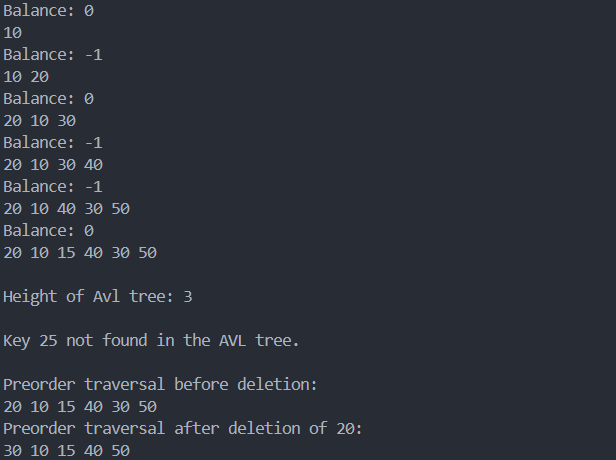 Balance: 0
10
Balance: -1
10 20
Balance: 0
20 10 30
Balance: -1
20 10 30 40
Balance: -1
20 10 40 30 50
Balance: 0
20 10 15 40 30 50
Height of Avl tree: 3
Key 25 not found in the AVL tree.
Preorder traversal before deletion:
20 10 15 40 30 50
Preorder traversal after deletion of 20:
30 10 15 40 50